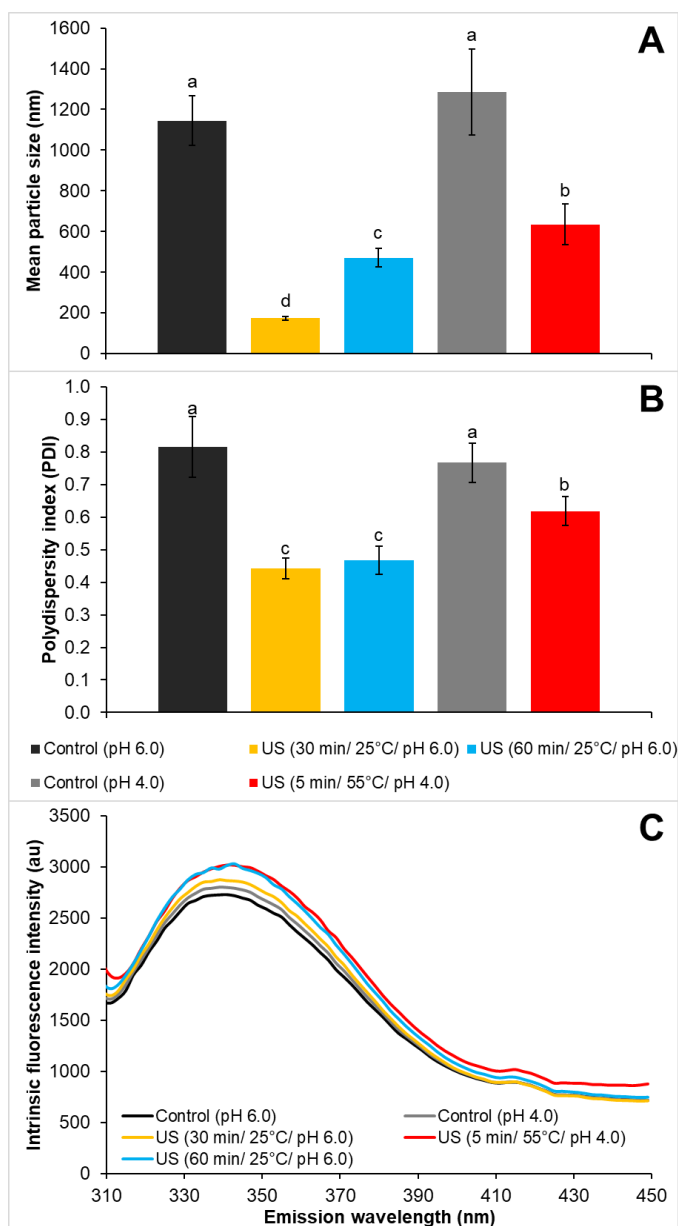 A
Mean particle size (nm)
1600
1400
1200
1000
800
600
400
200
0
a
d
c
a
b
B
Polydispersity index (PDI)
1.0
0.9
0.8
0.7
0.6
0.5
0.4
0.3
0.2
0.1
0.0
a
c
c
a
b
Control (pH 6.0) US (30 min/ 25°C/ pH 6.0) US (60 min/ 25°C/ pH 6.0)
Control (pH 4.0) US (5 min/ 55°C/ pH 4.0)
C
Intrinsic fluorescence intensity (au)
3500
3000
2500
2000
1500
1000
500
0
Control (pH 6.0) Control (pH 4.0)
US (30 min/ 25°C/ pH 6.0) US (5 min/ 55°C/ pH 4.0)
US (60 min/ 25°C/ pH 6.0)
310 330 350 370 390 410 430 450
Emission wavelength (nm)